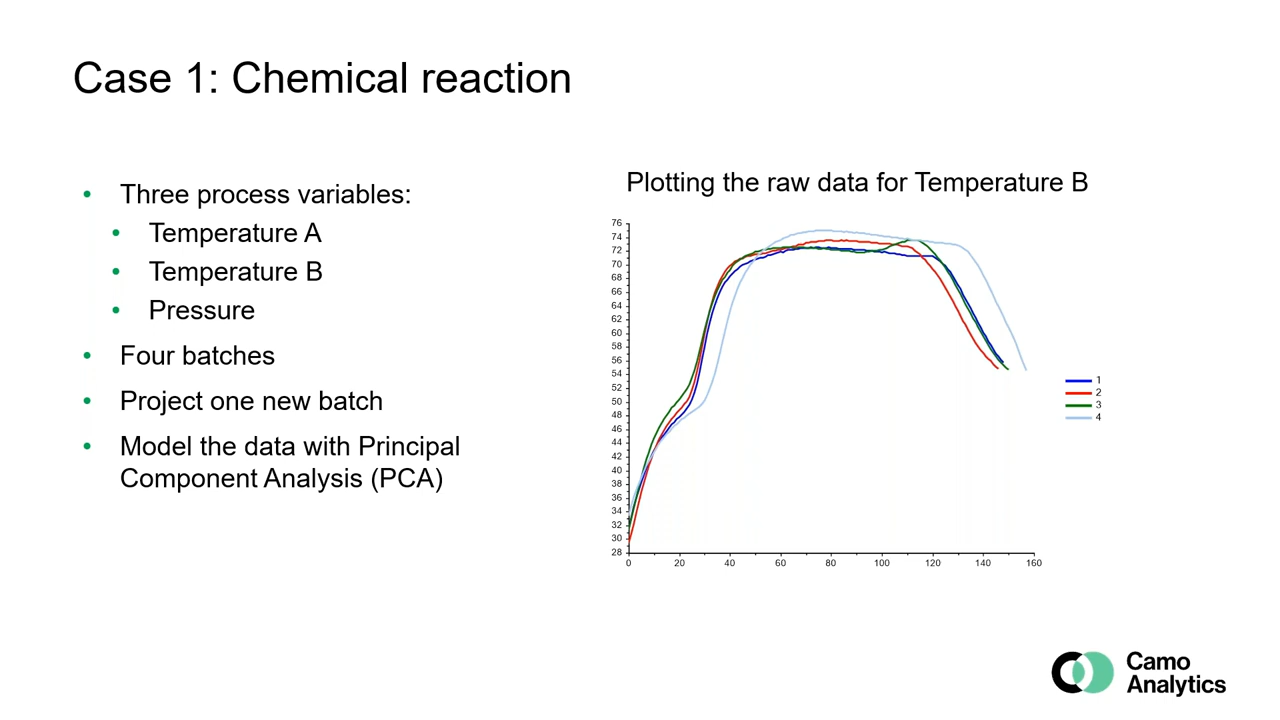 Case 1: Chemical reaction
• Three process variables:
• Temperature A
• Temperature B
• Pressure
• Four batches
• Project one new batch
• Model the data with Principal
Component Analysis (PCA)
Plotting the raw data for Temperature B
76
74
72
70
68
66
64
62
60
58
56
54
52
50
48
46
44
42
40
38
36
34
32
30
28
0 20 40 60 80 100 120 140 160
1
2
3
4
Camo
Analytics